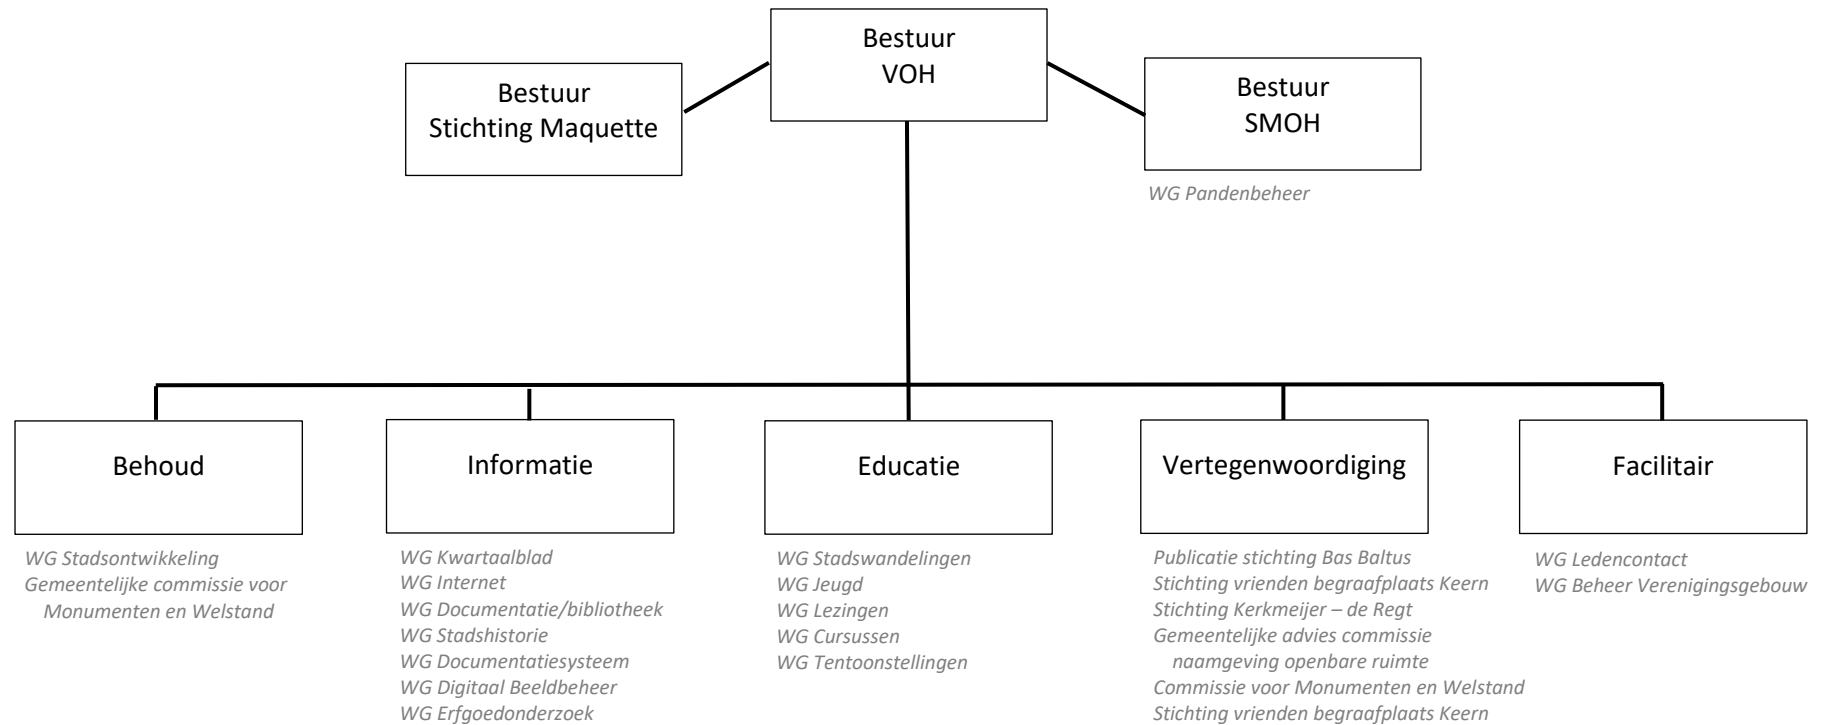 Bestuur
VOH
Bestuur
Stichting Maquette
Bestuur
SMOH
WG Pandenbeheer
Behoud
WG Stadsontwikkeling
Gemeentelijke commissie voor
Monumenten en Welstand
Informatie
WG Kwartaalblad
WG Internet
WG Documentatie/bibliotheek
WG Stadshistorie
WG Documentatiesysteem
WG Digitaal Beeldbeheer
WG Erfgoedonderzoek
Educatie
WG Stadswandelingen
WG Jeugd
WG Lezingen
WG Cursussen
WG Tentoonstellingen
Vertegenwoordiging
Publicatie stichting Bas Baltus
Stichting vrienden begraafplaats Keern
Stichting Kerkmeijer – de Regt
Gemeentelijke advies commissie
naamgeving openbare ruimte
Commissie voor Monumenten en Welstand
Stichting vrienden begraafplaats Keern
Facilitair
WG Ledencontact
WG Beheer Verenigingsgebouw